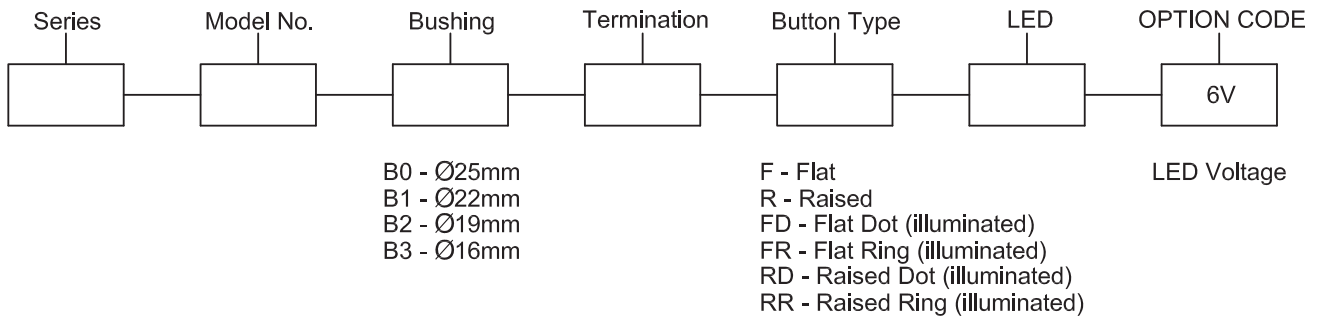 Series Model No. Bushing Termination Button Type LED OPTION CODE
6V
B0 - Ø25mm
B1 - Ø22mm
B2 - Ø19mm
B3 - Ø16mm
F - Flat
R - Raised
FD - Flat Dot (illuminated)
FR - Flat Ring (illuminated)
RD - Raised Dot (illuminated)
RR - Raised Ring (illuminated)
LED Voltage